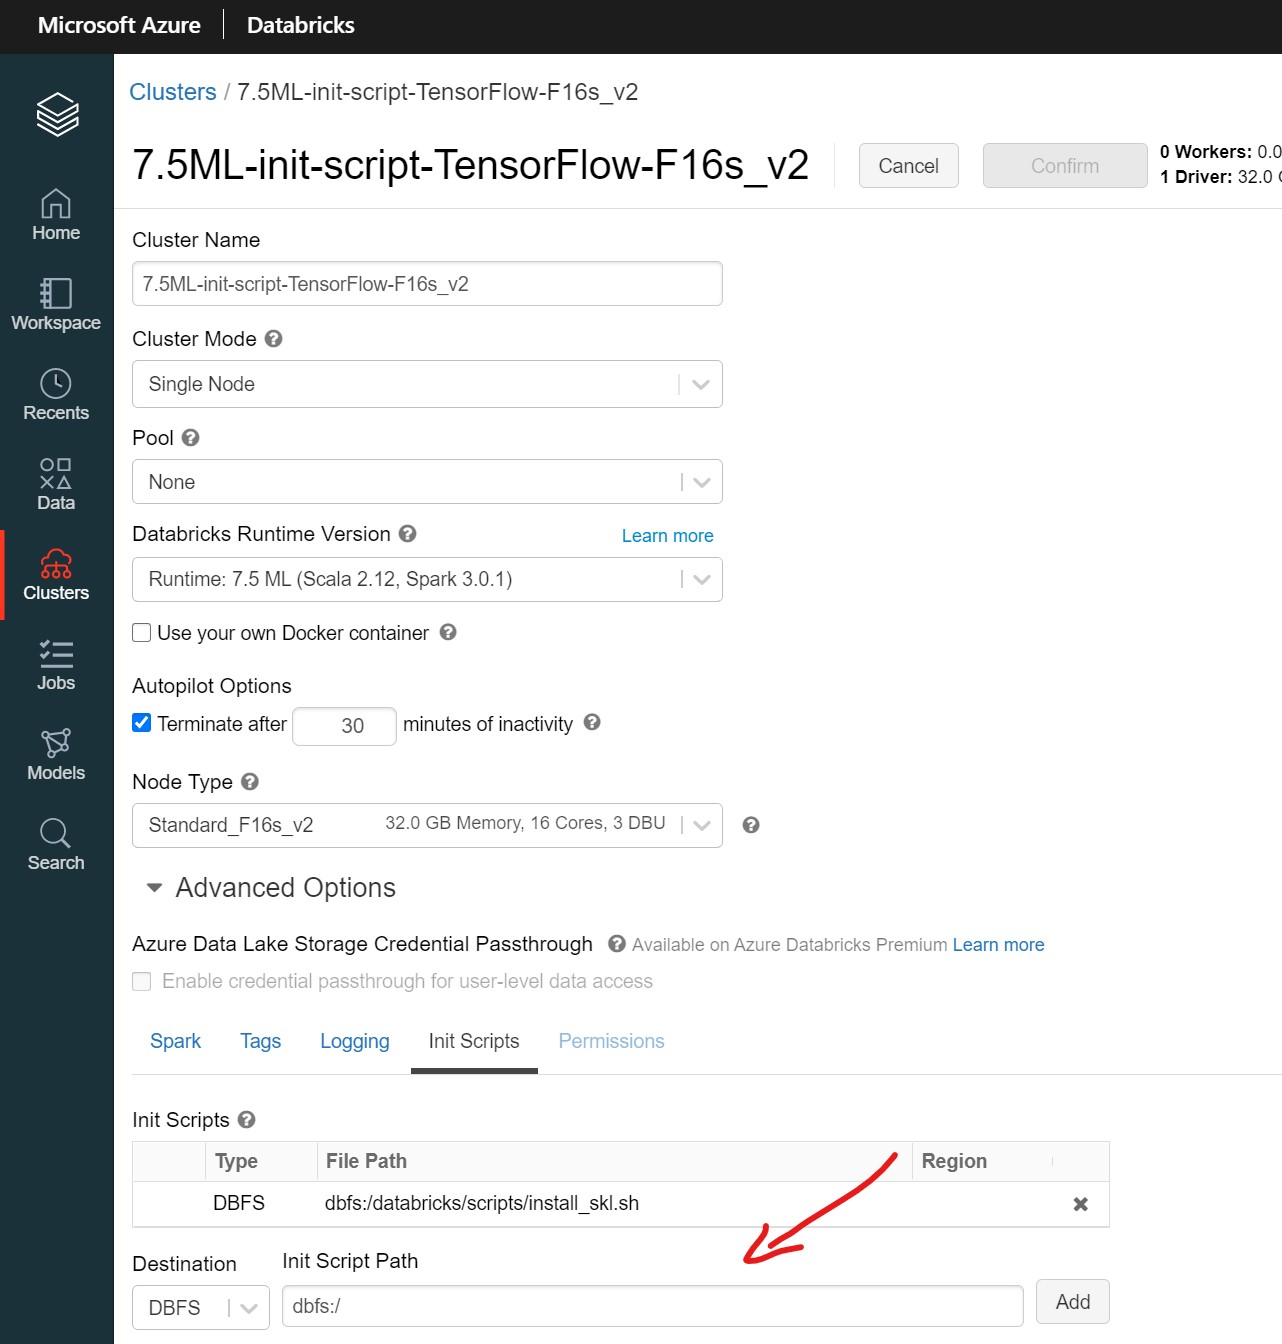 Microsoft Azure | Databricks
Clusters / 7.5ML-init-script-TensorFlow-F16s_v2
7.5ML-init-script-TensorFlow-F16s_v2
Cancel
Confirm
0 Workers: 0.0
1 Driver: 32.0
Home
Workspace
Recents
Data
Clusters
Jobs
Models
Search
Cluster Name
7.5ML-init-script-TensorFlow-F16s_v2
Cluster Mode
Single Node
Pool
None
Databricks Runtime Version
Learn more
Runtime: 7.5 ML (Scala 2.12, Spark 3.0.1)
Use your own Docker container
Autopilot Options
Terminate after 30 minutes of inactivity
Node Type
Standard_F16s_v2 32.0 GB Memory, 16 Cores, 3 DBU
Advanced Options
Azure Data Lake Storage Credential Passthrough Available on Azure Databricks Premium Learn more
Enable credential passthrough for user-level data access
Spark Tags Logging Init Scripts Permissions
Init Scripts
Type File Path Region
DBFS dbfs:/databricks/scripts/install_skl.sh
Destination Init Script Path
DBFS dbfs:/ Add